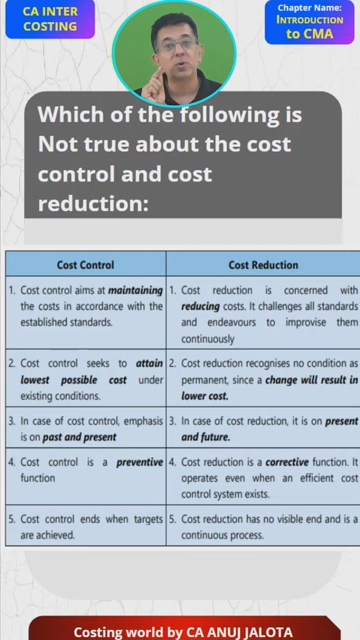 CA INTER
COSTING
Chapter Name:
INTRODUCTION
to CMA
Which of the following is
Not true about the cost
control and cost
reduction:
Cost Control
Cost Reduction
1. Cost control aims at maintaining
the costs in accordance with the
established standards.
1. Cost reduction is concerned with
reducing costs. It challenges all standards
and endeavours to improvise them
continuously
2. Cost control seeks to attain
lowest possible cost under
existing conditions.
2. Cost reduction recognises no condition as
permanent, since a change will result in
lower cost.
3. In case of cost control, emphasis
is on past and present
3. In case of cost reduction, it is on present
and future.
4. Cost control is a preventive
function
4. Cost reduction is a corrective function. It
operates even when an efficient cost
control system exists.
5. Cost control ends when targets
are achieved.
5. Cost reduction has no visible end and is a
continuous process.
Costing world by CA ANUJ JALOTA